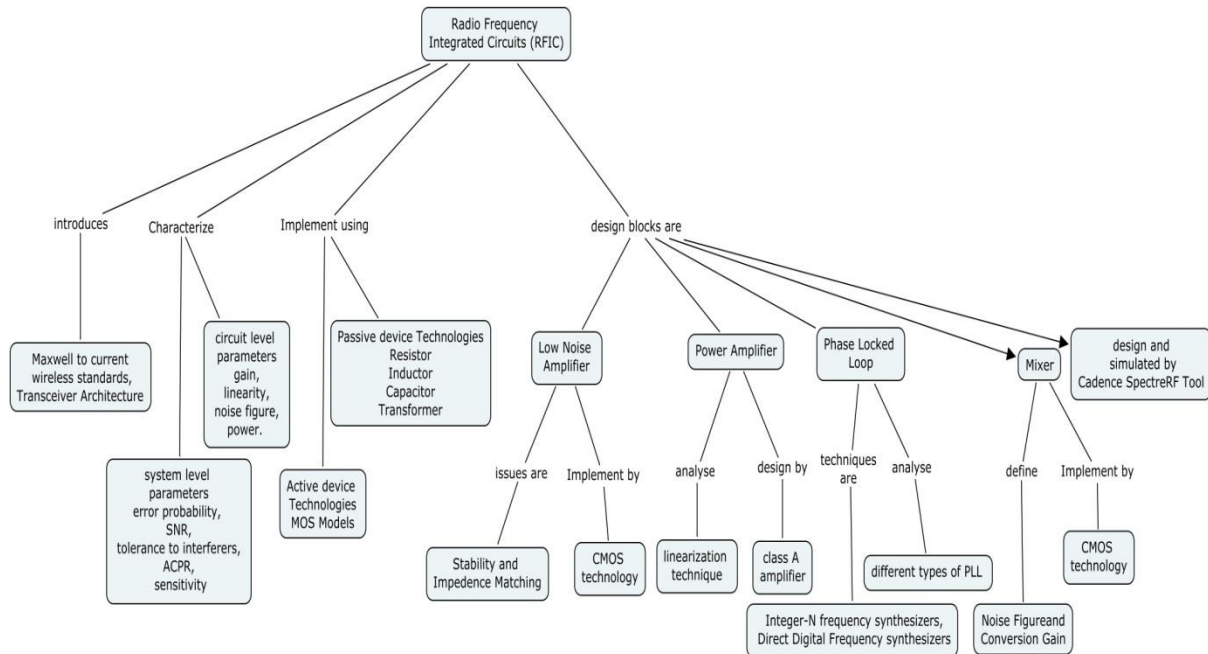 Radio Frequency
Integrated Circuits (RFIC)
introduces
Characterize
Implement using
design blocks are
Maxwell to current
wireless standards,
Transceiver Architecture
circuit level
parameters
gain,
linearity,
noise figure,
power.
system level
parameters
error probability,
SNR,
tolerance to interferers,
ACPR,
sensitivity
Passive device Technologies
Resistor
Inductor
Capacitor
Transformer
Active device
Technologies
MOS Models
Low Noise
Amplifier
Power Amplifier
Phase Locked
Loop
Mixer
design and
simulated by
Cadence SpectreRF Tool
issues are
Implement by
analyse
design by
techniques
are
analyse
define
Implement by
Stability and
Impedence Matching
CMOS
technology
linearization
technique
class A
amplifier
Integer-N frequency synthesizers,
Direct Digital Frequency synthesizers
different types of PLL
Noise Figureand
Conversion Gain
CMOS
technology